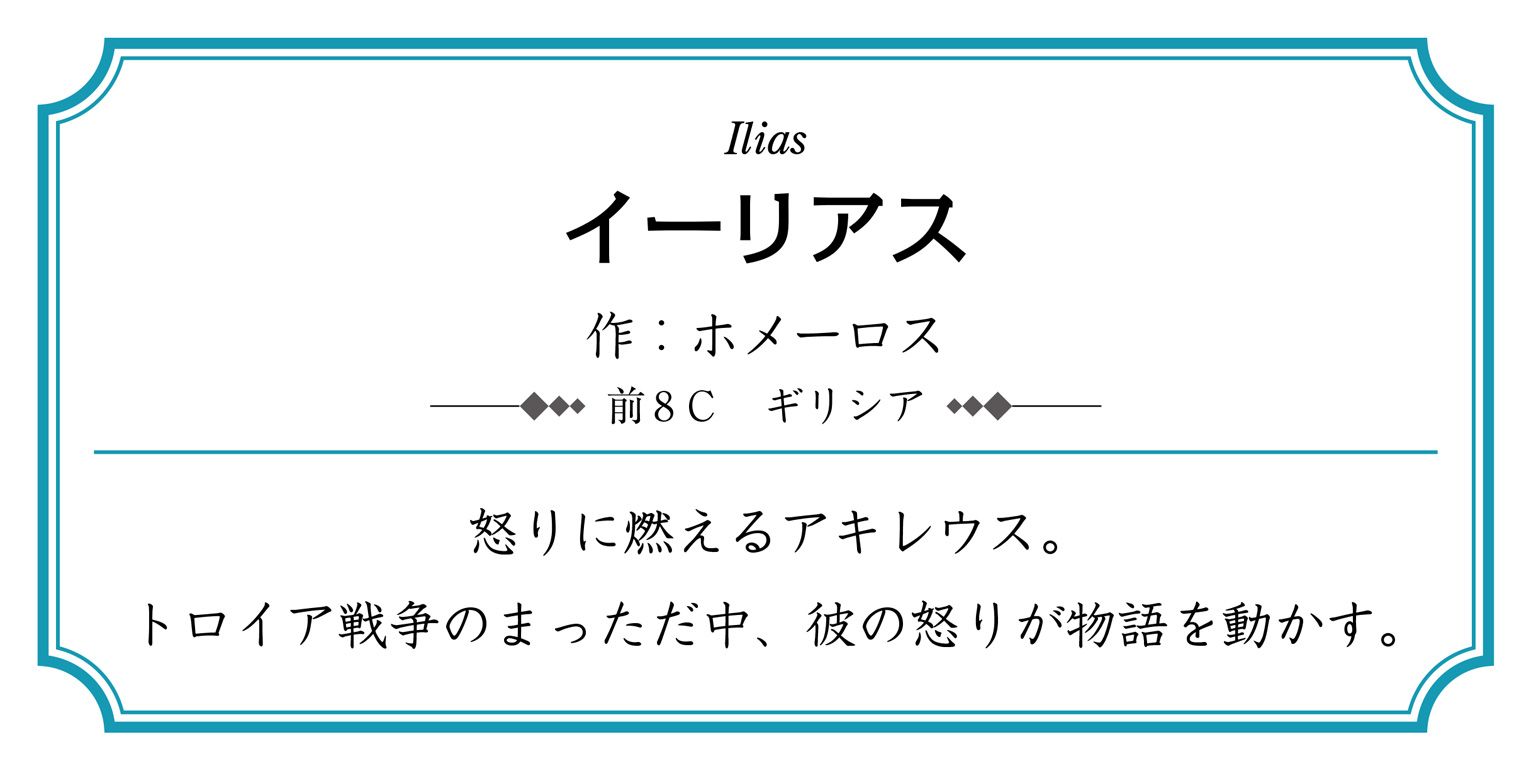 Ilias
イーリアス
作：ホメーロス
前８Ｃ　ギリシア
怒りに燃えるアキレウス。
トロイア戦争のまっただ中、彼の怒りが物語を動かす。